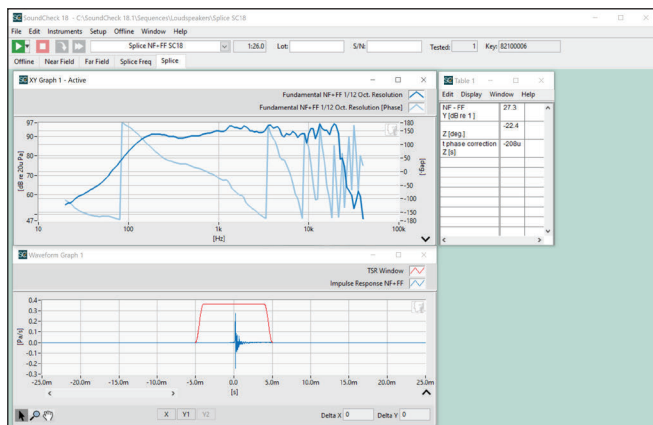 SoundCheck 18 - C:\SoundCheck 18.1\Sequences\Loudspeakers\Splice SC18
File Edit Instruments Setup Offline Window Help
Splice NF+FF SC18 1:26.0 Lot: S/N: Tested: 1 Key: 82100006
Offline Near Field Far Field Splice Freq Splice
XY Graph 1 - Active
Fundamental NF+FF 1/12 Oct. Resolution
Fundamental NF+FF 1/12 Oct. Resolution [Phase]
97
90
80
70
60
47
[dB re 20u Pa]
180
150
100
50
0
-50
-100
-150
-180
[deg.]
10 100 1k 10k 100k
[Hz]
Table 1
Edit Display Window Help
NF - FF 27.3
Y [dB re 1 ]
-22.4
Z [deg.]
t phase correction -208u
Z [s]
Waveform Graph 1
TSR Window
Impulse Response NF+FF
0.4
0.3
0.2
0.1
0.0
-0.1
-0.2
-0.3
[Pa/s]
-25.0m -20.0m -15.0m -10.0m -5.0m 0.0 5.0m 10.0m 15.0m 20.0m 25.0m
[s]
X Y1 Y2 Delta X 0 Delta Y 0